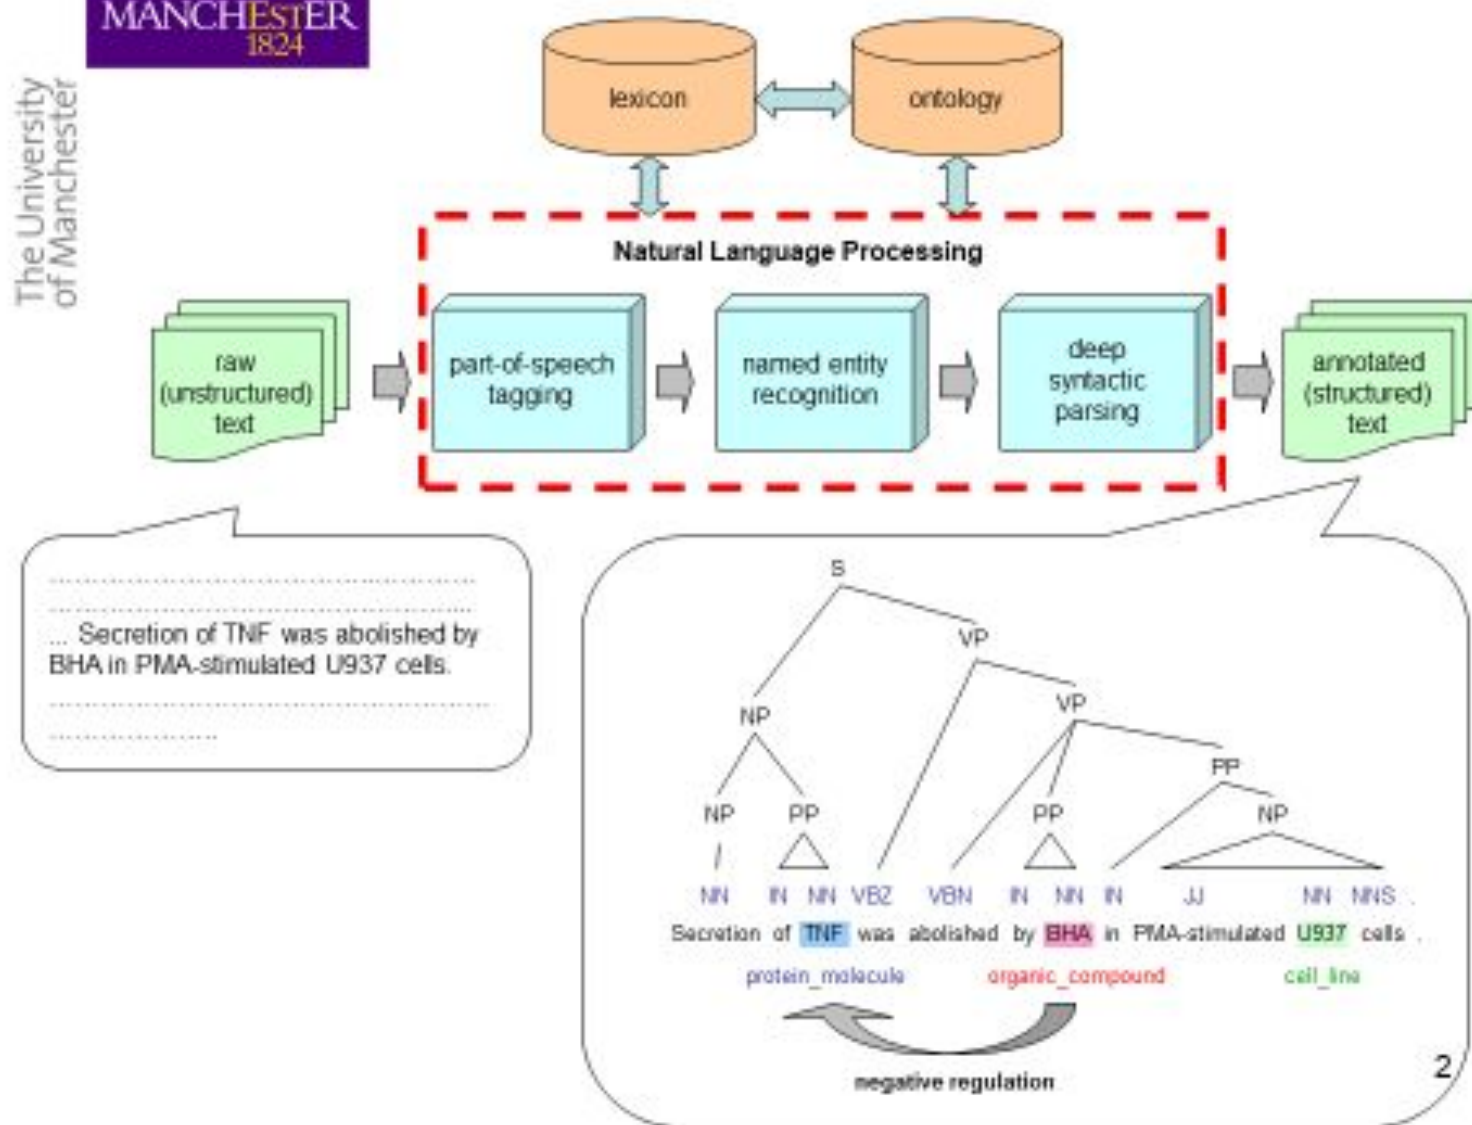 MANCHESTER
1824
The University
of Manchester
lexicon
ontology
Natural Language Processing
raw
(unstructured)
text
part-of-speech
tagging
named entity
recognition
deep
syntactic
parsing
annotated
(structured)
text
... Secretion of TNF was abolished by
BHA in PMA-stimulated U937 cells.
S
VP
VP
NP
PP
NP PP PP NP
NN IN NN VBZ VBN IN NN IN JJ NN NNS .
Secretion of TNF was abolished by BHA in PMA-stimulated U937 cells .
protein_molecule organic_compound cell_line
negative regulation
2